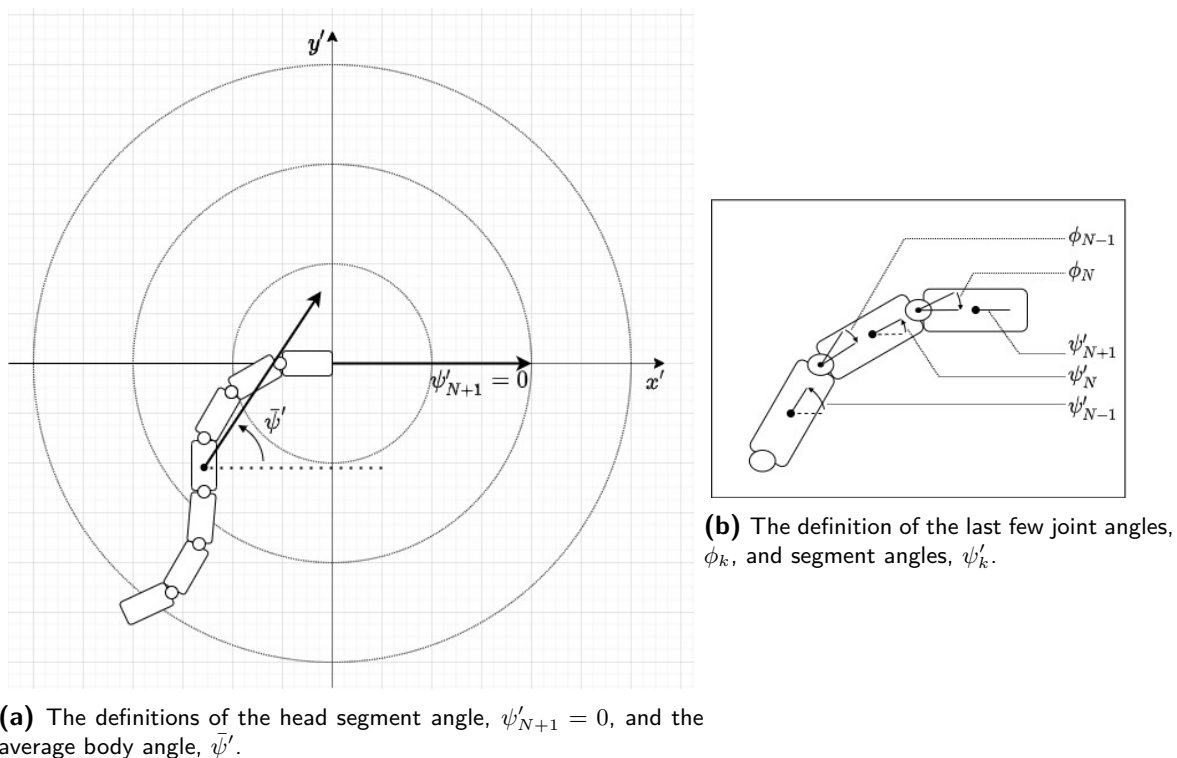 y′
x′
ψ′_{N+1} = 0
ψ̄′
(a) The definitions of the head segment angle, ψ′_{N+1} = 0, and the
average body angle, ψ̄′.
ϕ_{N−1}
ϕ_N
ψ′_{N+1}
ψ′_N
ψ′_{N−1}
(b) The definition of the last few joint angles,
ϕ_k, and segment angles, ψ′_k.